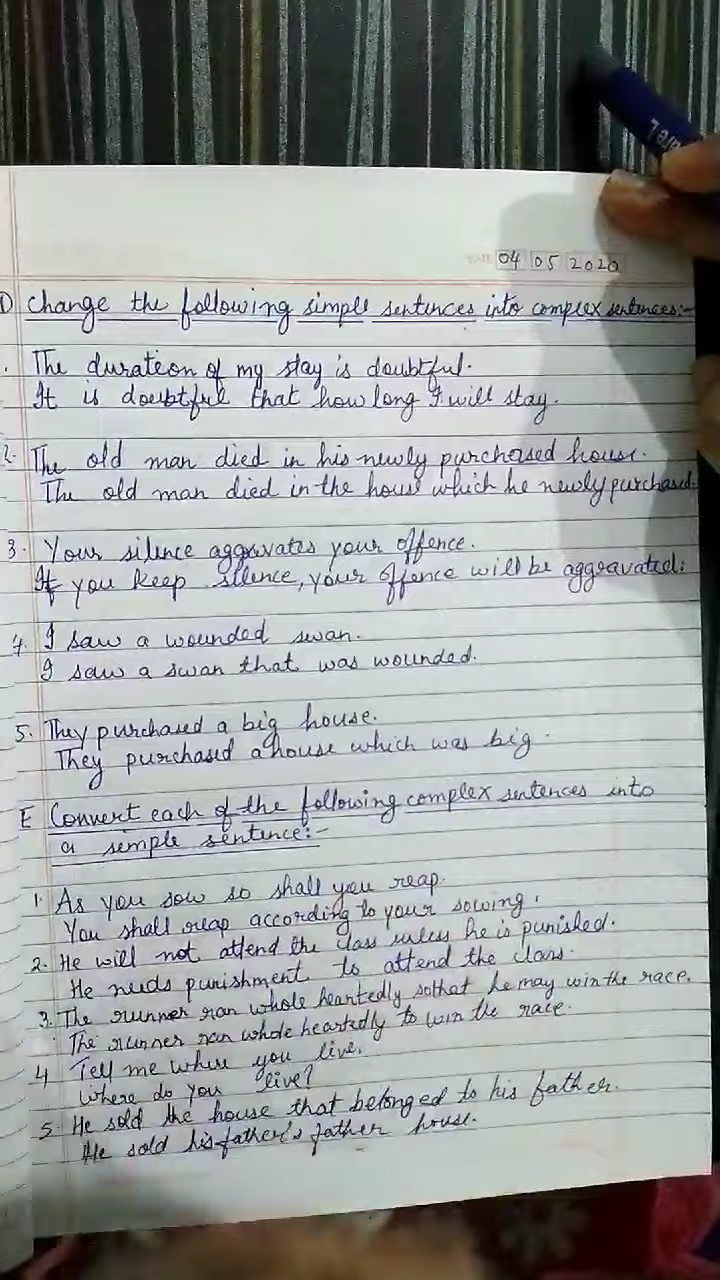 DATE 04 05 2020
D Change the following simple sentences into complex sentences:-
. The duration of my stay is doubtful.
It is doubtful that how long I will stay.
2. The old man died in his newly purchased house.
The old man died in the house which he newly purchased.
3. Your silence aggravates your offence.
If you keep silence, your offence will be aggravated.
4. I saw a wounded swan.
I saw a swan that was wounded.
5. They purchased a big house.
They purchased a house which was big.
E Convert each of the following complex sentences into
a simple sentence:-
1. As you sow so shall you reap.
You shall reap according to your sowing.
2. He will not attend the class unless he is punished.
He needs punishment to attend the class.
3. The runner ran whole heartedly so that he may win the race.
The runner ran whole heartedly to win the race.
4 Tell me where you live.
Where do you live?
5. He sold the house that belonged to his father.
He sold his father's father house.